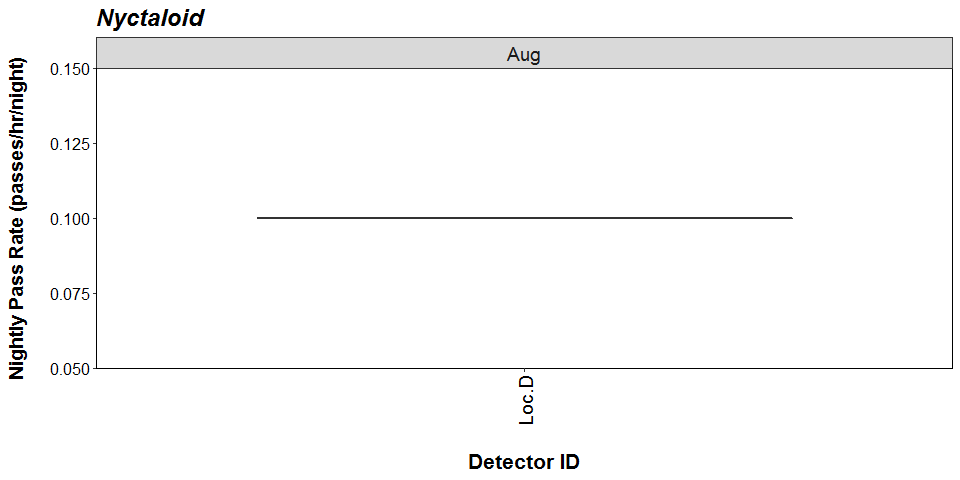 Nyctaloid
Aug
Nightly Pass Rate (passes/hr/night)
0.150
0.125
0.100
0.075
0.050
Loc.D
Detector ID